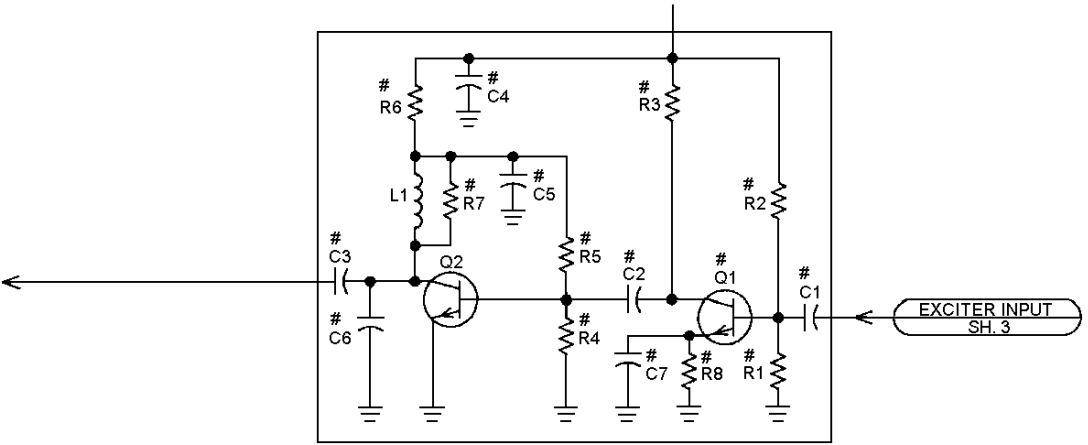 #
R6
#
C4
#
R3
L1
#
R7
#
C5
#
R2
#
C3
Q2
#
R5
#
C2
#
Q1
#
C1
#
C6
#
R4
#
C7
#
R8
#
R1
EXCITER INPUT
SH. 3